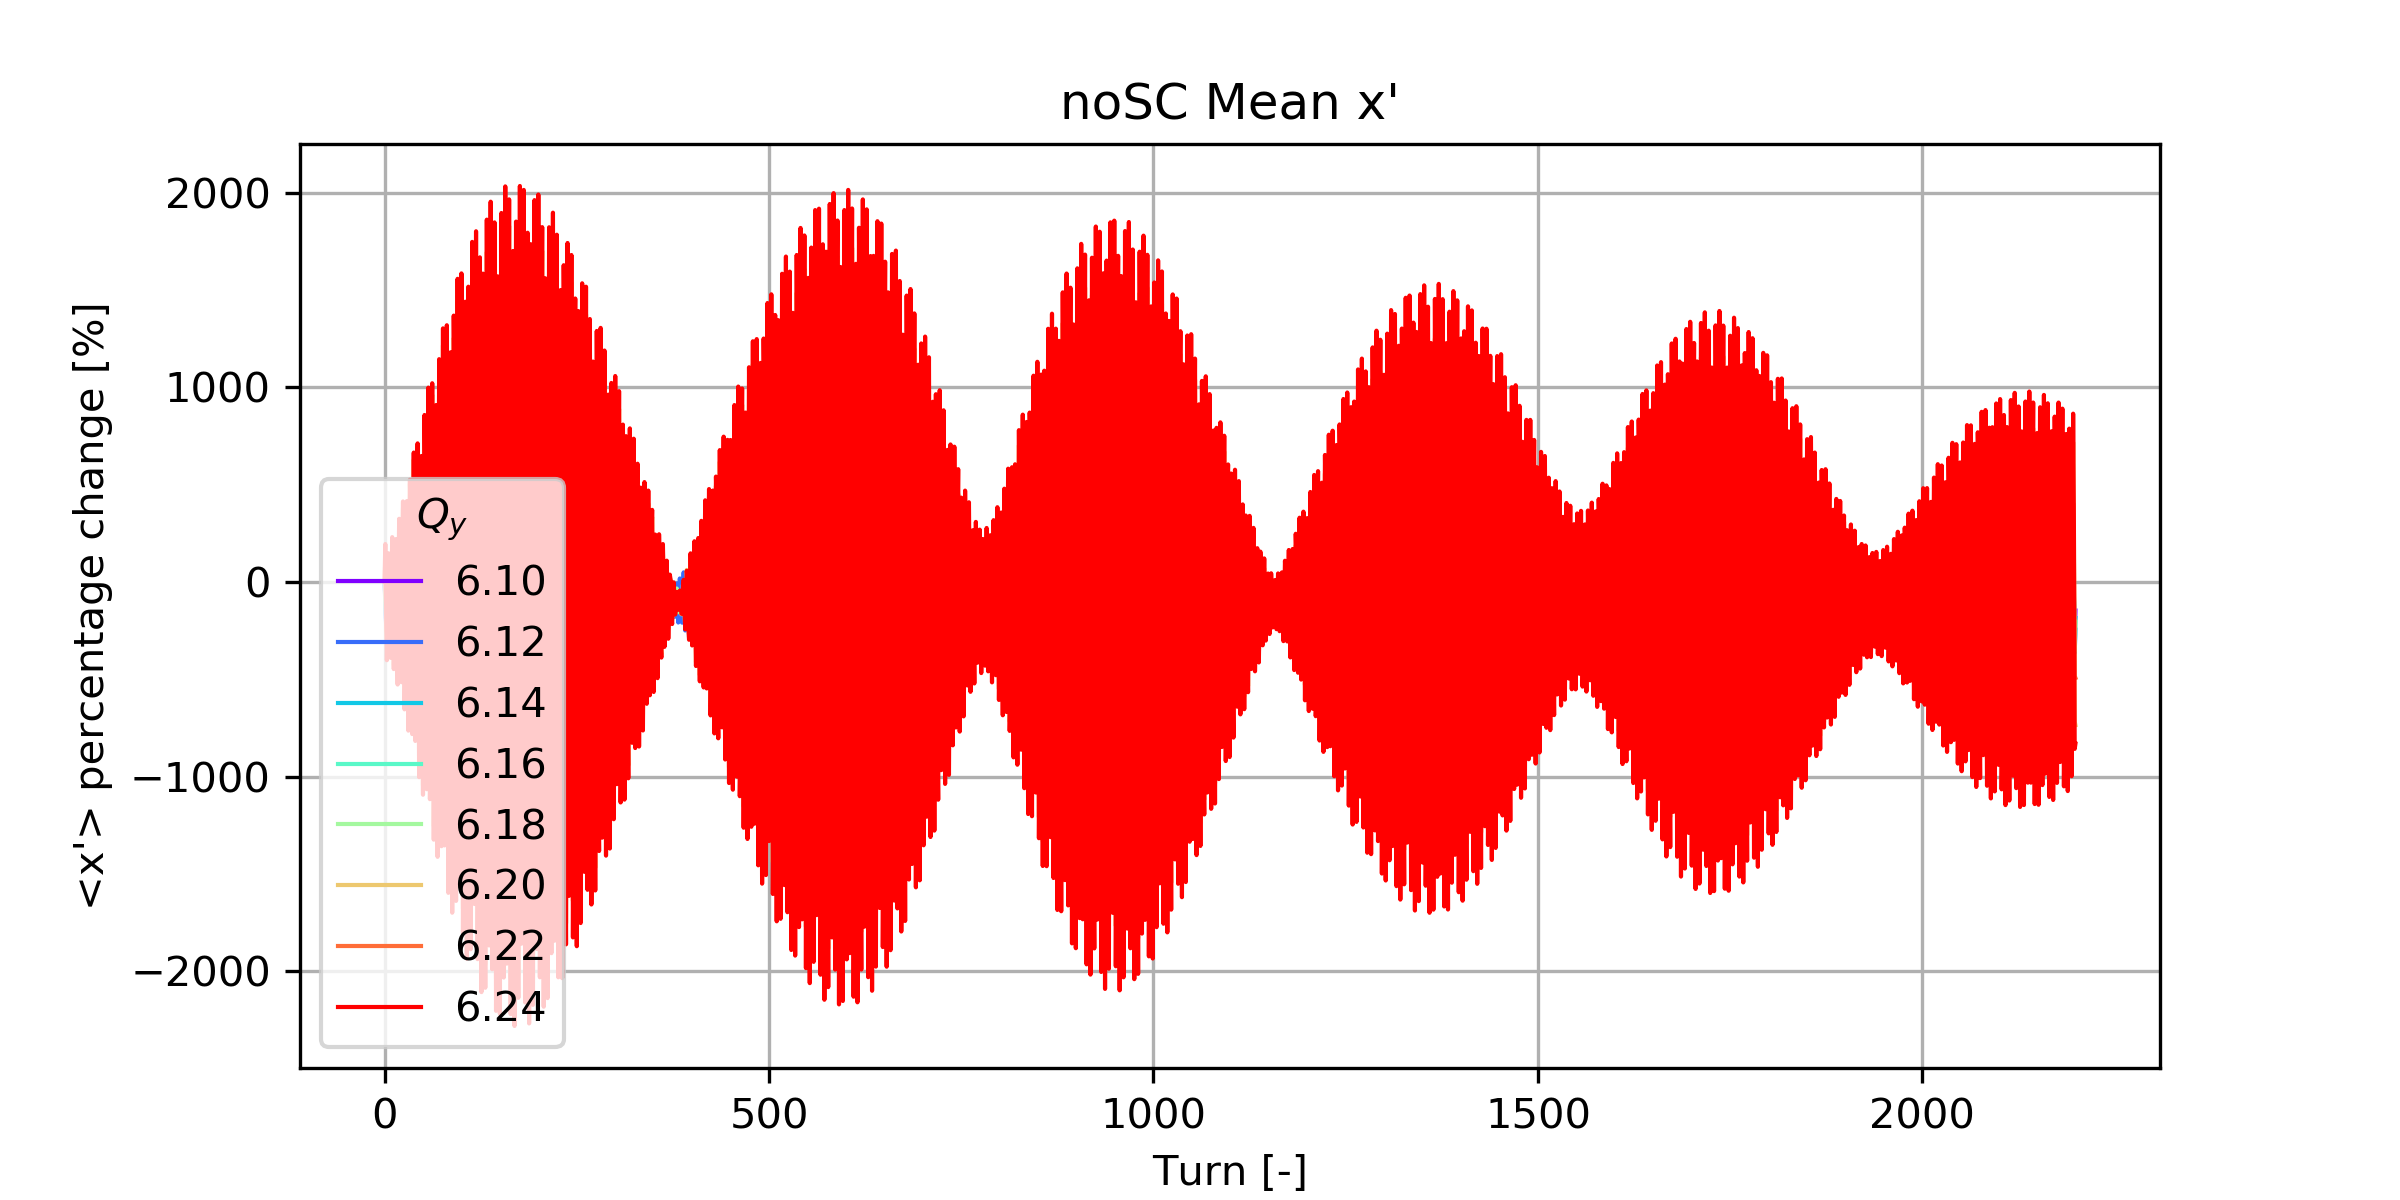 noSC Mean x'
<x'> percentage change [%]
2000
1000
0
−1000
−2000
Q_y
6.10
6.12
6.14
6.16
6.18
6.20
6.22
6.24
0 500 1000 1500 2000
Turn [-]